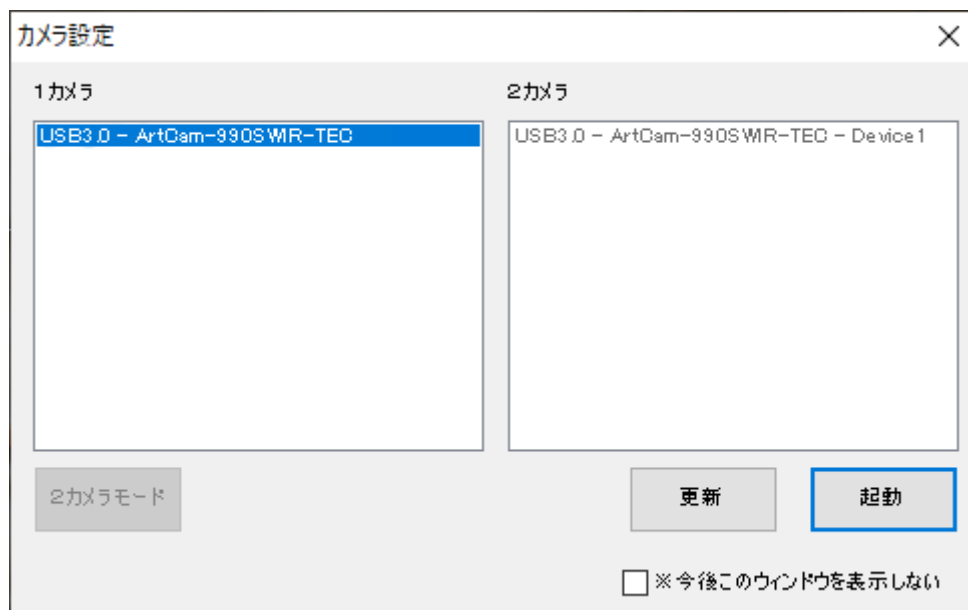 カメラ設定
1カメラ
2カメラ
USB3.0 - ArtCam-990SWIR-TEC
USB3.0 - ArtCam-990SWIR-TEC - Device1
2カメラモード
更新
起動
※今後このウィンドウを表示しない